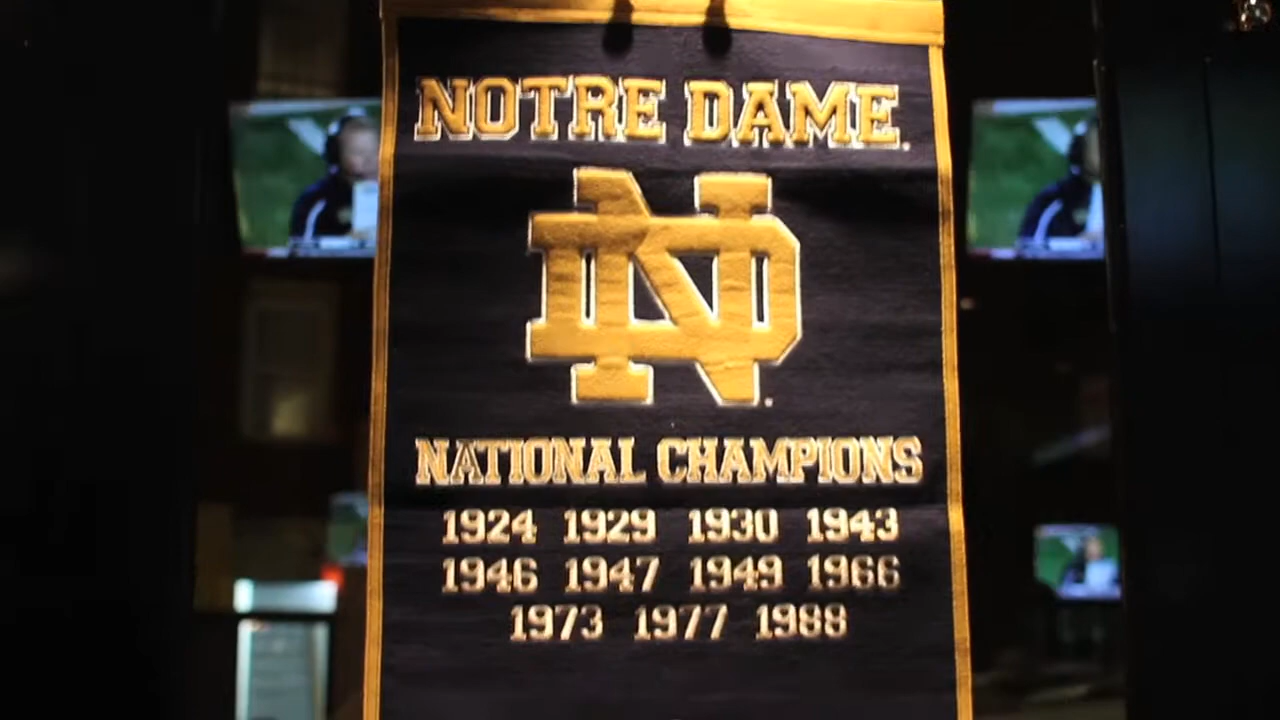 NOTRE DAME
ND
NATIONAL CHAMPIONS
1924 1929 1930 1943
1946 1947 1949 1966
1973 1977 1988